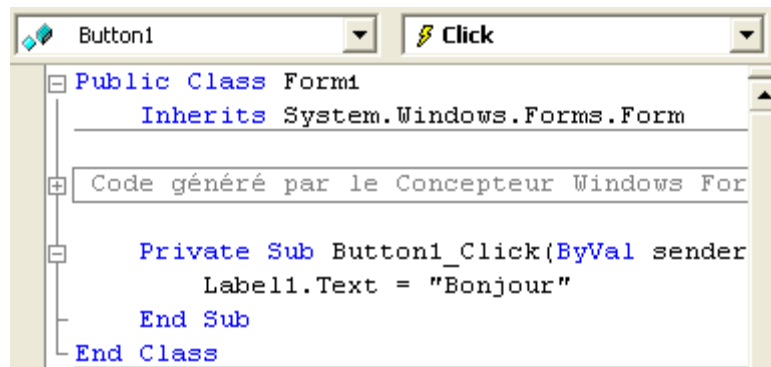 Button1 Click
Public Class Form1
Inherits System.Windows.Forms.Form
Code généré par le Concepteur Windows For
Private Sub Button1_Click(ByVal sender
Label1.Text = "Bonjour"
End Sub
End Class